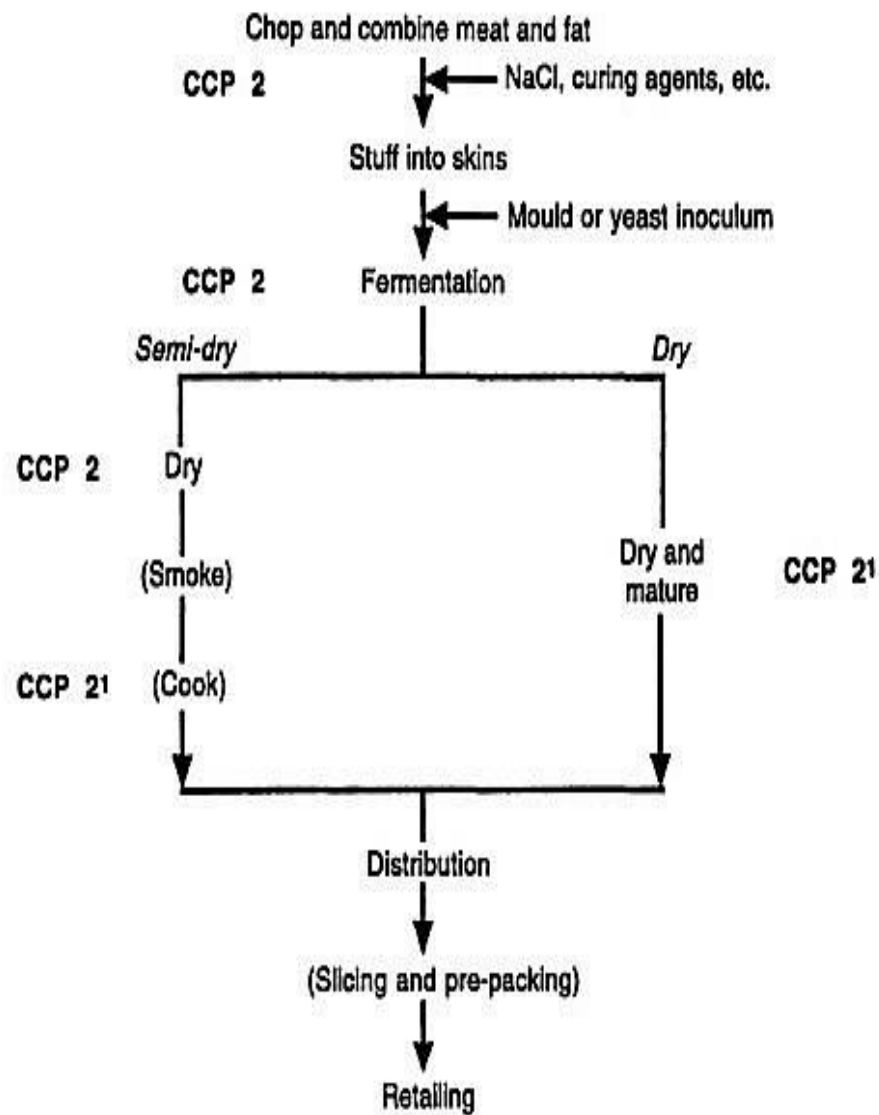 Chop and combine meat and fat
CCP 2
NaCl, curing agents, etc.
Stuff into skins
Mould or yeast inoculum
CCP 2 Fermentation
Semi-dry Dry
CCP 2 Dry
(Smoke)
Dry and
mature
CCP 2¹
CCP 2¹ (Cook)
Distribution
(Slicing and pre-packing)
Retailing